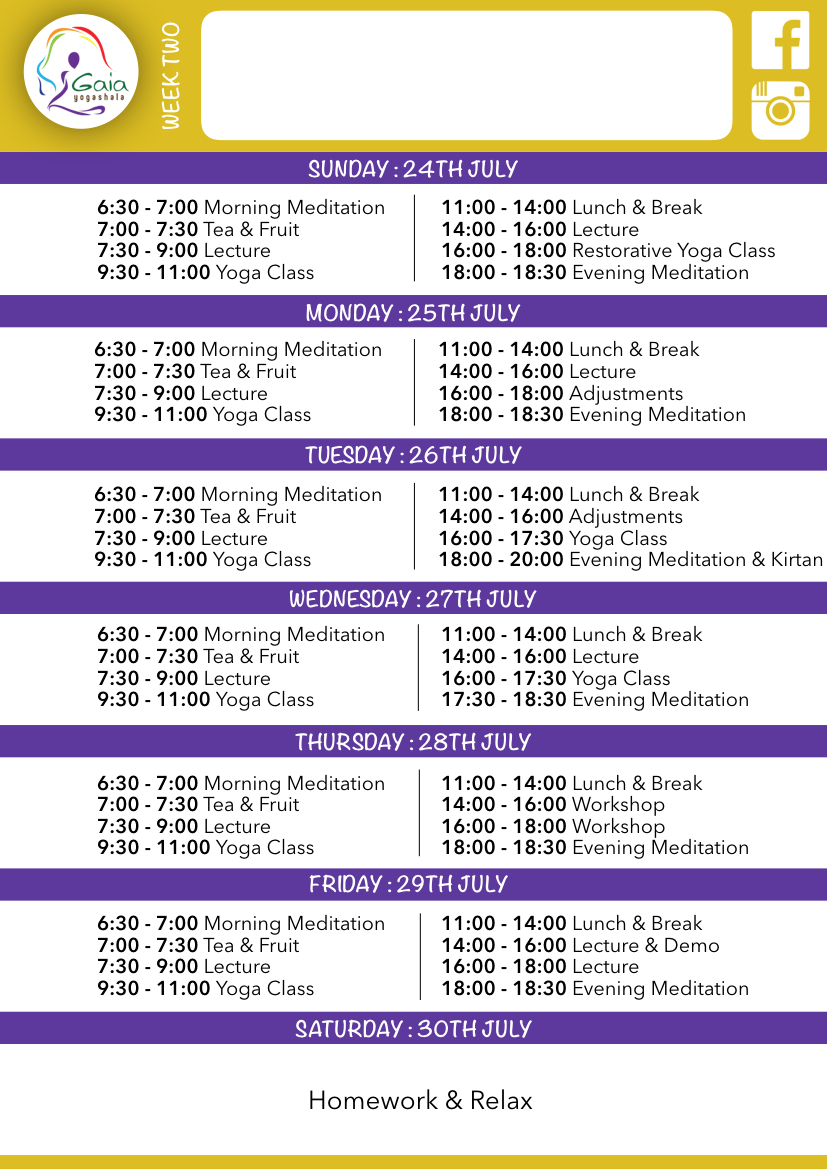 Gaia
yogashala
WEEK TWO
SUNDAY : 24TH JULY
6:30 - 7:00 Morning Meditation
7:00 - 7:30 Tea & Fruit
7:30 - 9:00 Lecture
9:30 - 11:00 Yoga Class
11:00 - 14:00 Lunch & Break
14:00 - 16:00 Lecture
16:00 - 18:00 Restorative Yoga Class
18:00 - 18:30 Evening Meditation
MONDAY : 25TH JULY
6:30 - 7:00 Morning Meditation
7:00 - 7:30 Tea & Fruit
7:30 - 9:00 Lecture
9:30 - 11:00 Yoga Class
11:00 - 14:00 Lunch & Break
14:00 - 16:00 Lecture
16:00 - 18:00 Adjustments
18:00 - 18:30 Evening Meditation
TUESDAY : 26TH JULY
6:30 - 7:00 Morning Meditation
7:00 - 7:30 Tea & Fruit
7:30 - 9:00 Lecture
9:30 - 11:00 Yoga Class
11:00 - 14:00 Lunch & Break
14:00 - 16:00 Adjustments
16:00 - 17:30 Yoga Class
18:00 - 20:00 Evening Meditation & Kirtan
WEDNESDAY : 27TH JULY
6:30 - 7:00 Morning Meditation
7:00 - 7:30 Tea & Fruit
7:30 - 9:00 Lecture
9:30 - 11:00 Yoga Class
11:00 - 14:00 Lunch & Break
14:00 - 16:00 Lecture
16:00 - 17:30 Yoga Class
17:30 - 18:30 Evening Meditation
THURSDAY : 28TH JULY
6:30 - 7:00 Morning Meditation
7:00 - 7:30 Tea & Fruit
7:30 - 9:00 Lecture
9:30 - 11:00 Yoga Class
11:00 - 14:00 Lunch & Break
14:00 - 16:00 Workshop
16:00 - 18:00 Workshop
18:00 - 18:30 Evening Meditation
FRIDAY : 29TH JULY
6:30 - 7:00 Morning Meditation
7:00 - 7:30 Tea & Fruit
7:30 - 9:00 Lecture
9:30 - 11:00 Yoga Class
11:00 - 14:00 Lunch & Break
14:00 - 16:00 Lecture & Demo
16:00 - 18:00 Lecture
18:00 - 18:30 Evening Meditation
SATURDAY : 30TH JULY
Homework & Relax